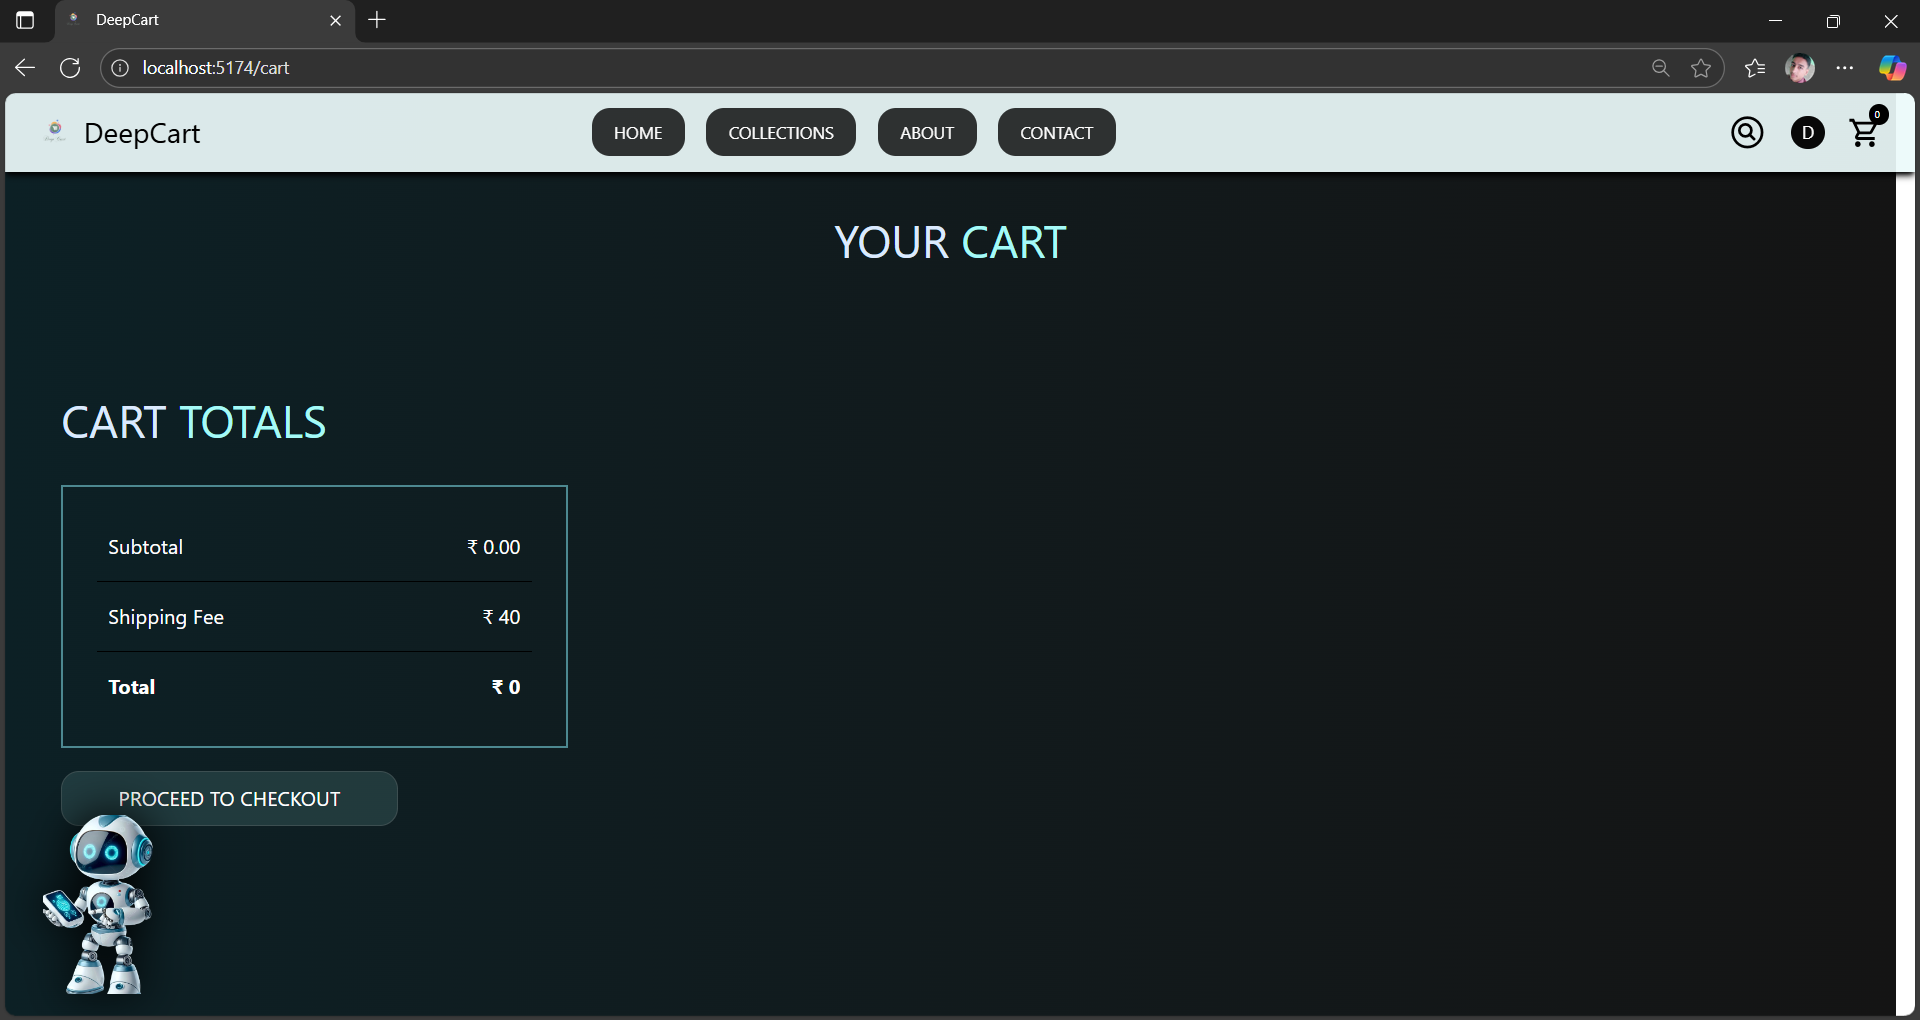 DeepCart
localhost:5174/cart
DeepCart
HOME
COLLECTIONS
ABOUT
CONTACT
D
0
YOUR CART
CART TOTALS
Subtotal ₹ 0.00
Shipping Fee ₹ 40
Total ₹ 0
PROCEED TO CHECKOUT